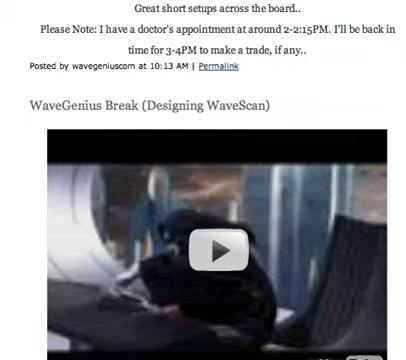 Great short setups across the board..
Please Note: I have a doctor's appointment at around 2-2:15PM. I'll be back in
time for 3-4PM to make a trade, if any..
Posted by wavegeniuscom at 10:13 AM | Permalink
WaveGenius Break (Designing WaveScan)